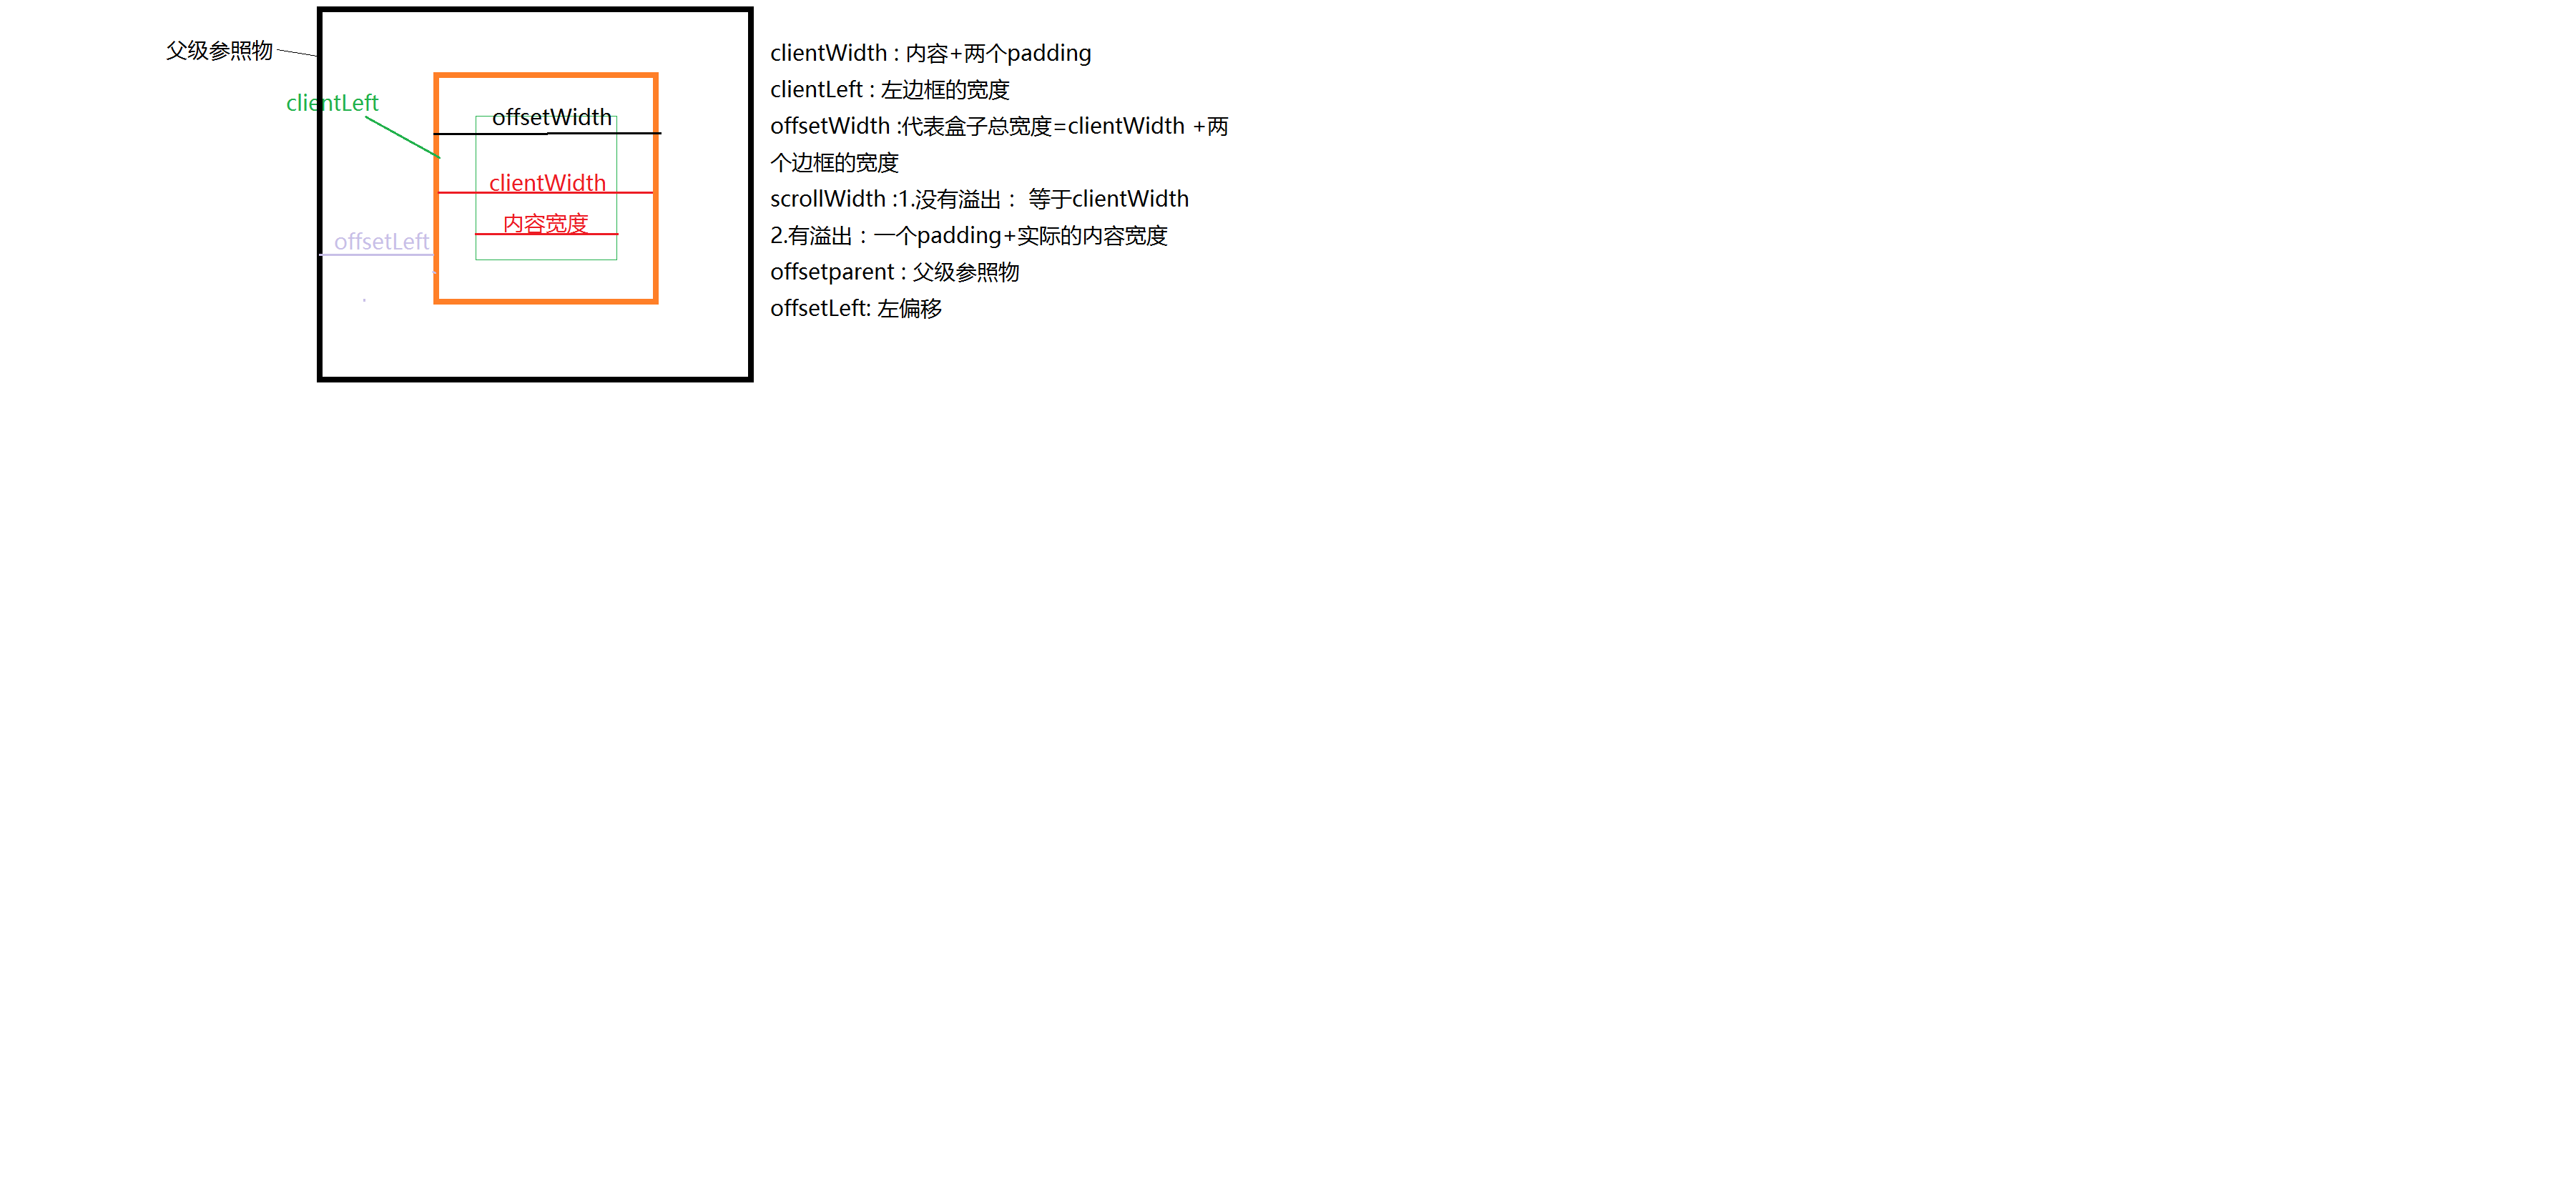 父级参照物
clientLeft
offsetWidth
clientWidth
内容宽度
offsetLeft
clientWidth : 内容+两个padding
clientLeft : 左边框的宽度
offsetWidth :代表盒子总宽度=clientWidth +两
个边框的宽度
scrollWidth :1.没有溢出： 等于clientWidth
2.有溢出：一个padding+实际的内容宽度
offsetparent : 父级参照物
offsetLeft: 左偏移